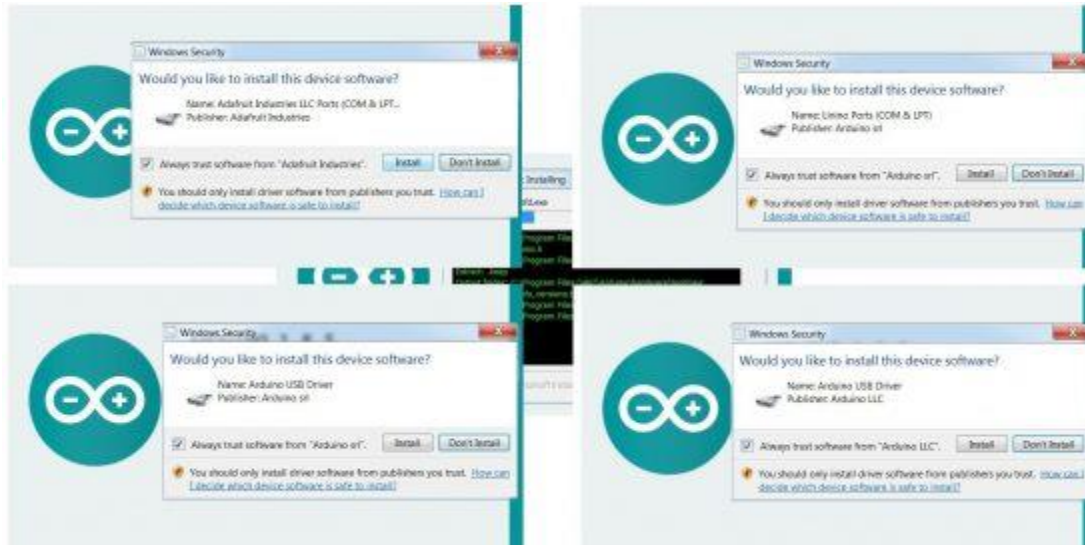 Windows Security
Would you like to install this device software?
Name: Adafruit Industries LLC Ports (COM & LPT...
Publisher: Adafruit Industries
Always trust software from "Adafruit Industries".
Install
Don't Install
You should only install driver software from publishers you trust. How can I
decide which device software is safe to install?
Windows Security
Would you like to install this device software?
Name: Linino Ports (COM & LPT)
Publisher: Arduino srl
Always trust software from "Arduino srl".
Install
Don't Install
You should only install driver software from publishers you trust. How can
I decide which device software is safe to install?
Installing
Program Files
Program Files
Program Files
Program Files
Windows Security
Would you like to install this device software?
Name: Arduino USB Driver
Publisher: Arduino srl
Always trust software from "Arduino srl".
Install
Don't Install
You should only install driver software from publishers you trust. How can
I decide which device software is safe to install?
Windows Security
Would you like to install this device software?
Name: Arduino USB Driver
Publisher: Arduino LLC
Always trust software from "Arduino LLC".
Install
Don't Install
You should only install driver software from publishers you trust. How can I
decide which device software is safe to install?